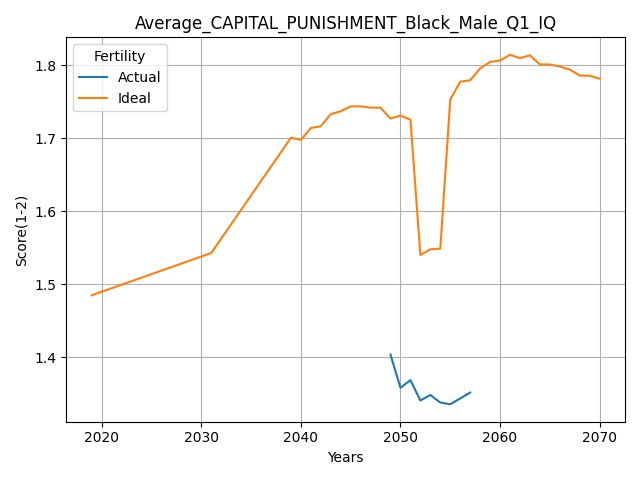 Average_CAPITAL_PUNISHMENT_Black_Male_Q1_IQ
Fertility
Actual
Ideal
Score(1-2)
1.8
1.7
1.6
1.5
1.4
2020 2030 2040 2050 2060 2070
Years